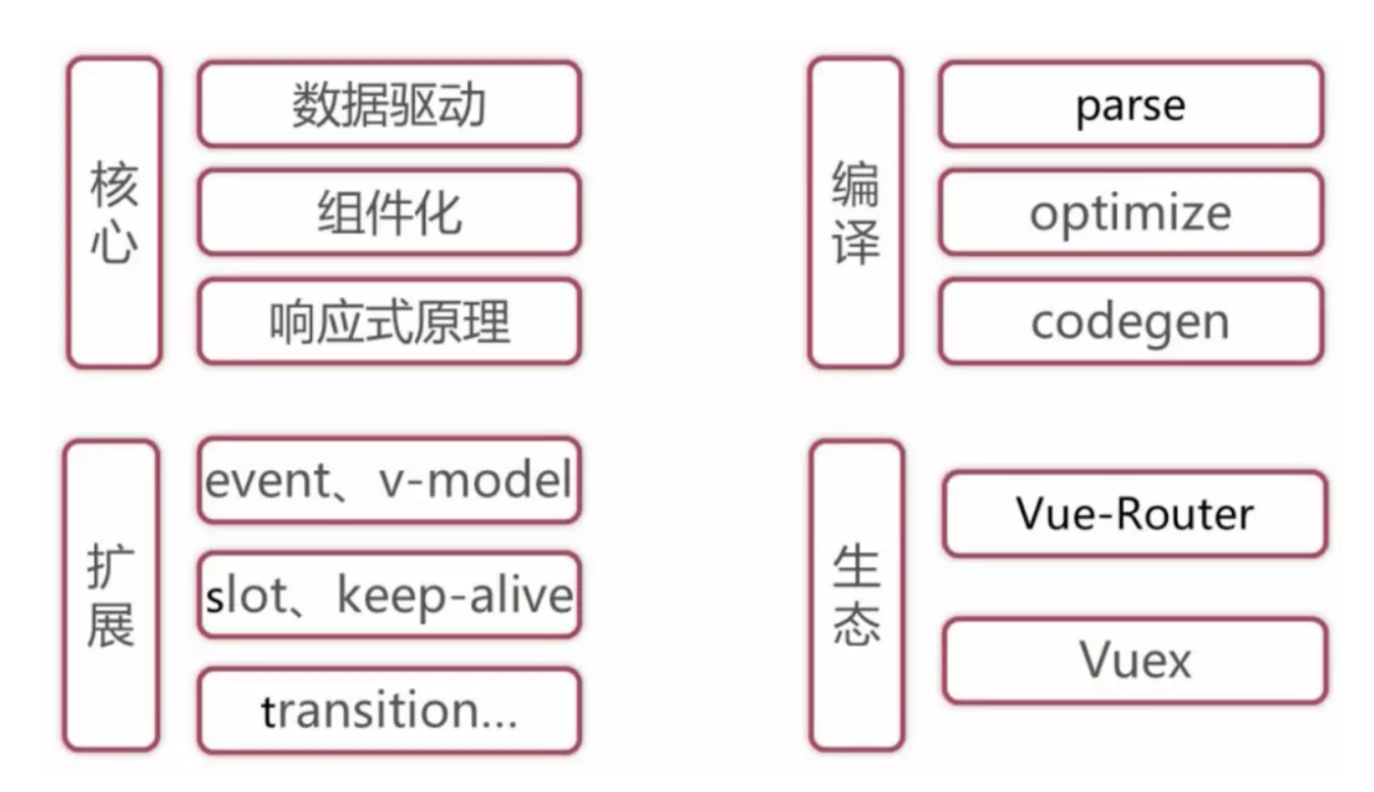 核心
数据驱动
组件化
响应式原理
编译
parse
optimize
codegen
扩展
event、v-model
slot、keep-alive
transition...
生态
Vue-Router
Vuex